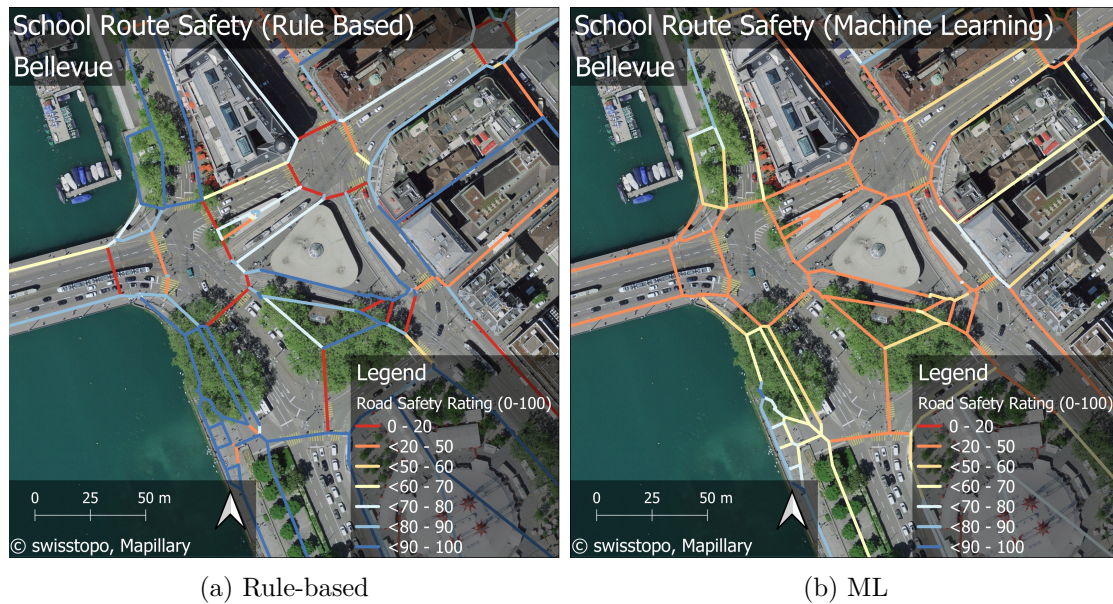 School Route Safety (Rule Based)
Bellevue
Legend
Road Safety Rating (0-100)
0 - 20
<20 - 50
<50 - 60
<60 - 70
<70 - 80
<80 - 90
<90 - 100
0 25 50 m
© swisstopo, Mapillary
(a) Rule-based
School Route Safety (Machine Learning)
Bellevue
Legend
Road Safety Rating (0-100)
0 - 20
<20 - 50
<50 - 60
<60 - 70
<70 - 80
<80 - 90
<90 - 100
0 25 50 m
© swisstopo, Mapillary
(b) ML